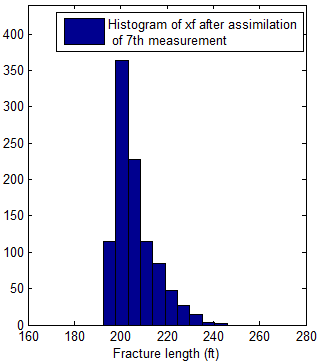 Histogram of xf after assimilation
of 7th measurement
400
350
300
250
200
150
100
50
0
160 180 200 220 240 260 280
Fracture length (ft)